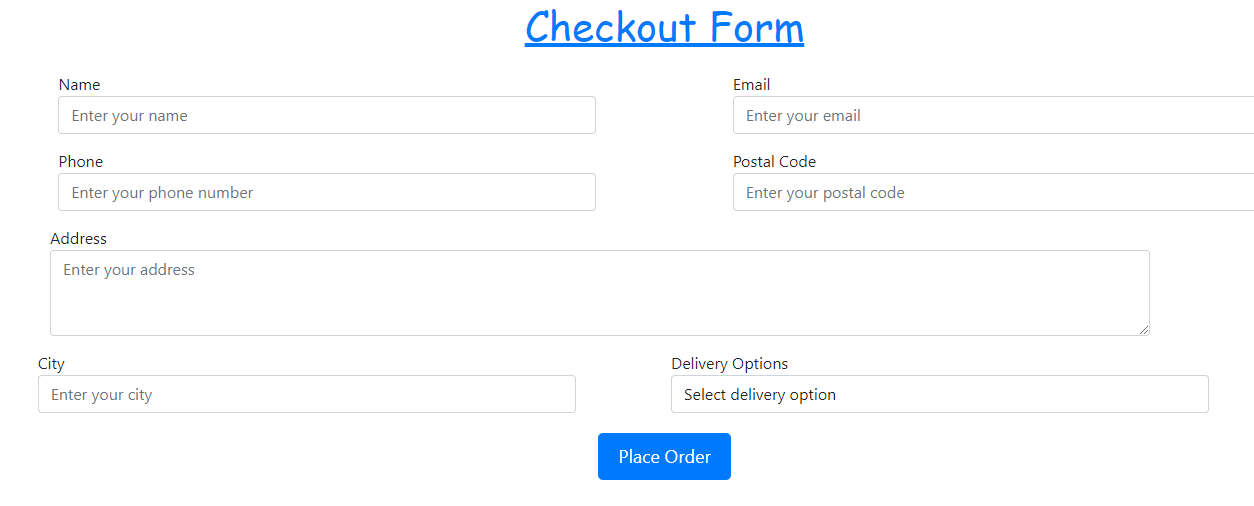 Checkout Form
Name Email
Enter your name Enter your email
Phone Postal Code
Enter your phone number Enter your postal code
Address
Enter your address
City Delivery Options
Enter your city Select delivery option
Place Order